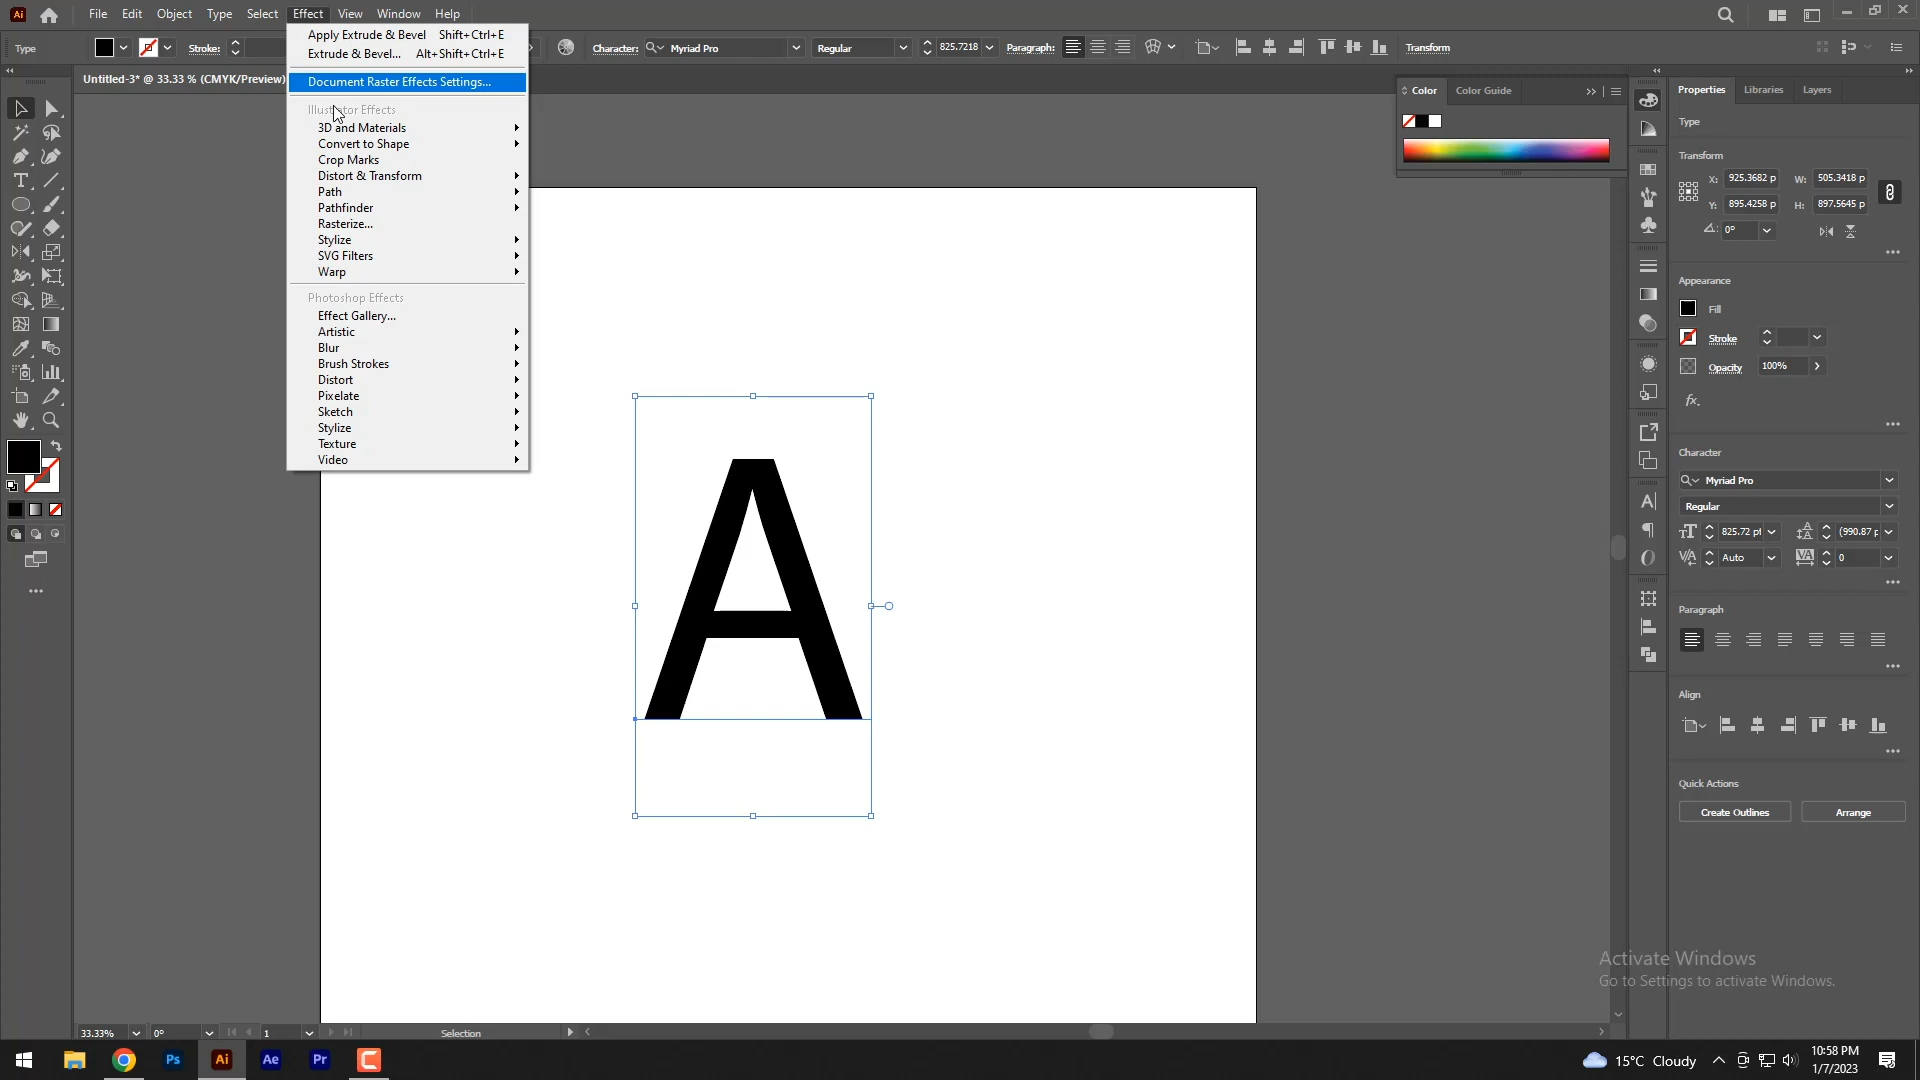 Ai File Edit Object Type Select Effect View Window Help
Type Stroke: Character: Myriad Pro Regular 825.7218 Paragraph: Transform
Untitled-3* @ 33.33 % (CMYK/Preview)
Apply Extrude & Bevel Shift+Ctrl+E
Extrude & Bevel... Alt+Shift+Ctrl+E
Document Raster Effects Settings...
Illustrator Effects
3D and Materials
Convert to Shape
Crop Marks
Distort & Transform
Path
Pathfinder
Rasterize...
Stylize
SVG Filters
Warp
Photoshop Effects
Effect Gallery...
Artistic
Blur
Brush Strokes
Distort
Pixelate
Sketch
Stylize
Texture
Video
A
Color Color Guide
Properties Libraries Layers
Type
Transform
X: 925.3682 p W: 505.3418 p
Y: 895.4258 p H: 897.5645 p
0°
Appearance
Fill
Stroke
Opacity 100%
fx.
Character
Myriad Pro
Regular
825.72 pt (990.87 p
Auto 0
Paragraph
Align
Quick Actions
Create Outlines Arrange
Activate Windows
Go to Settings to activate Windows.
33.33% 0° 1 Selection
Ps Ai Ae Pr 15°C Cloudy 10:58 PM
1/7/2023